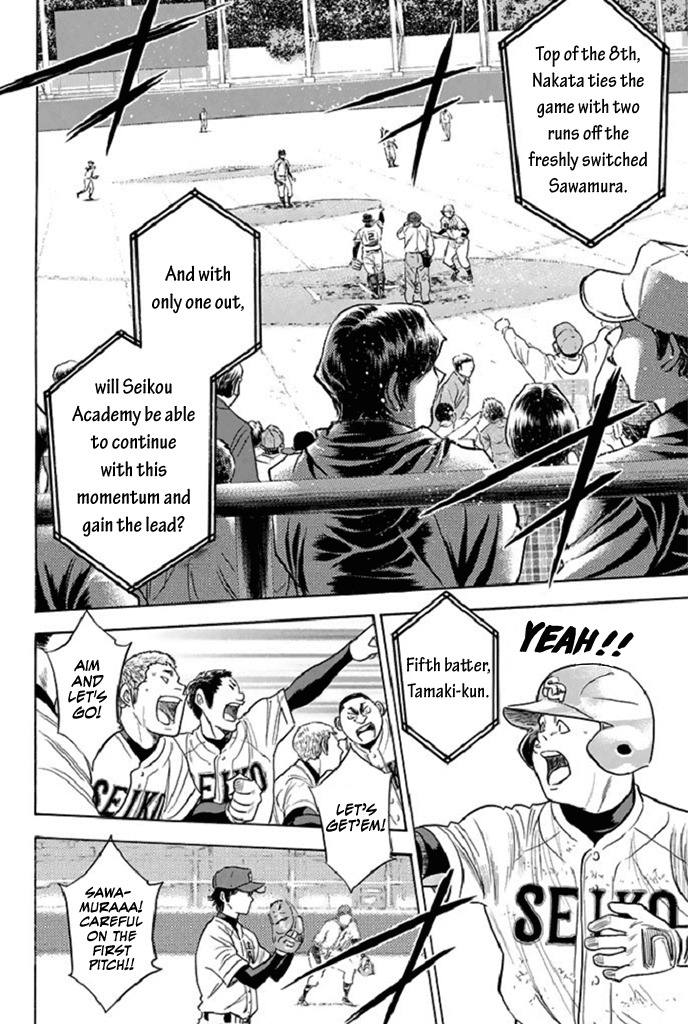 Top of the 8th,
Nakata ties the
game with two
runs off the
freshly switched
Sawamura.
And with
only one out,
will Seikou
Academy be able
to continue
with this
momentum and
gain the lead?
2
Fifth batter,
Tamaki-kun.
YEAH!!
SEIKO
AIM
AND
LET'S
GO!
SEIKO
EIKO
LET'S
GET'EM!
SAWA-
MURAAA!
CAREFUL
ON THE
FIRST
PITCH!!